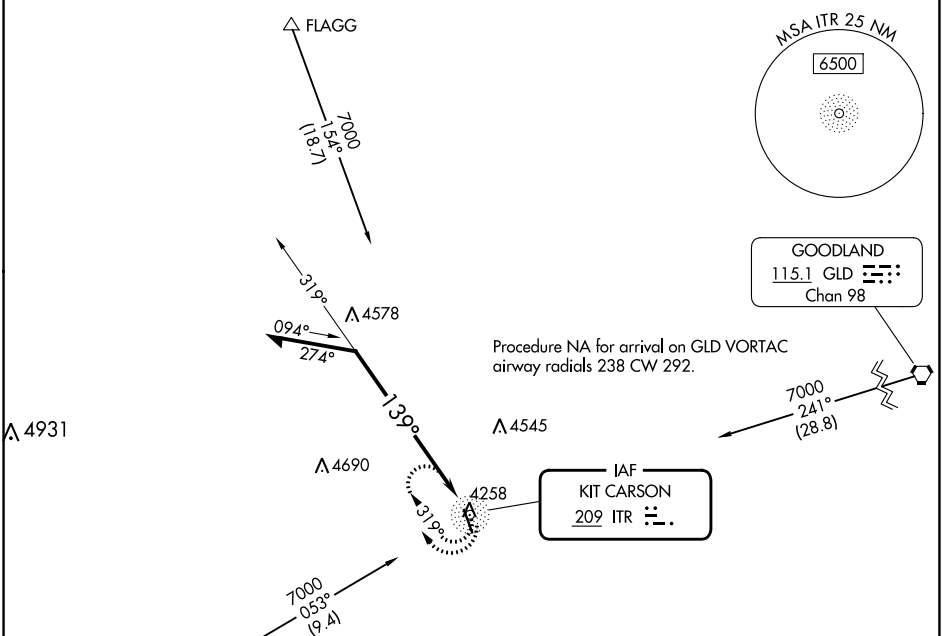 FLAGG
MSA ITR 25 NM
6500
7000
154°
(18.7)
GOODLAND
115.1 GLD
Chan 98
319°
4578
094°
274°
Procedure NA for arrival on GLD VORTAC
airway radials 238 CW 292.
7000
241°
(28.8)
139°
4931
4545
4690
IAF
KIT CARSON
209 ITR
4258
319°
7000
053°
(9.4)